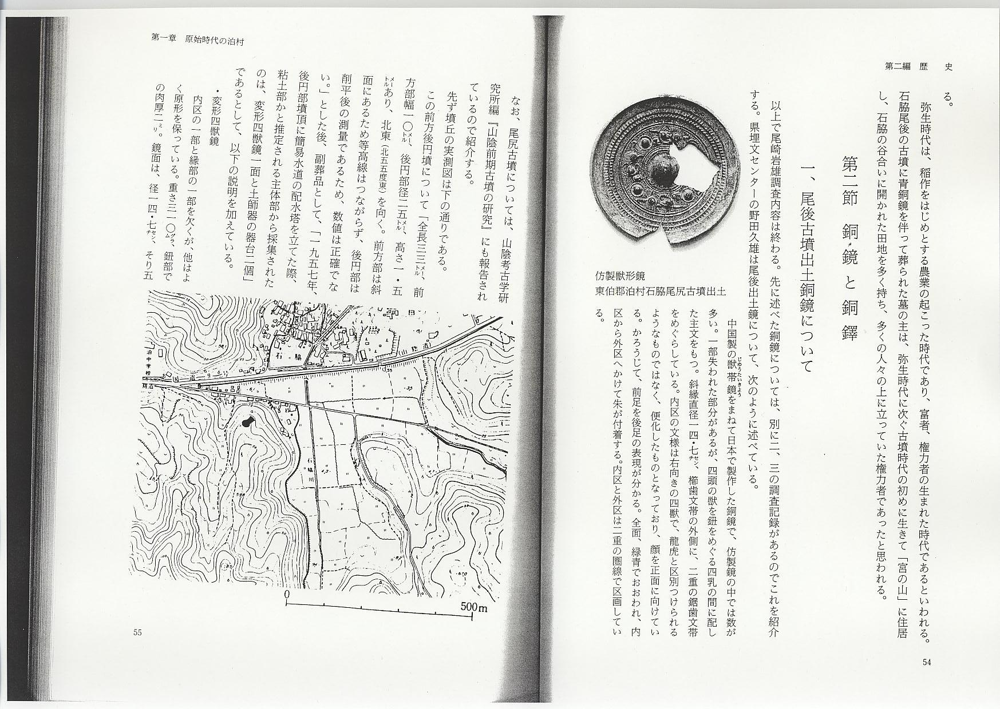 第二編 歴 史
る。
弥生時代は、稲作をはじめとする農業の起こった時代であり、富者、権力者の生まれた時代であるといわれる。
石脇尾後の古墳に青銅鏡を伴って葬られた墓の主は、弥生時代に次ぐ古墳時代の初めに生きて「宮の山」に住居
し、石脇の谷合いに開かれた田地を多く持ち、多くの人々の上に立っていた権力者であったと思われる。
第二節 銅鏡と銅鐸
一、尾後古墳出土銅鏡について
以上で尾崎岩雄調査内容は終わる。先に述べた銅鏡については、別に二、三の調査記録があるのでこれを紹介
する。県埋文センターの野田久雄は尾後出土鏡について、次のように述べている。
仿製獣形鏡
東伯郡泊村石脇尾尻古墳出土
中国製の獣帯鏡をまねて日本で製作した銅鏡で、仿製鏡の中では数が
じゅうたいきょう
多い。一部失われた部分があるが、四頭の獣を鈕をめぐる四乳の間に配し
た主文をもつ。斜縁直径一四・七センチ、櫛歯文帯の外側に、二重の鋸歯文帯
をめぐらしている。内区の文様は右向きの四獣で、龍虎と区別つけられる
ようなものではなく、便化したものとなっており、顔を正面に向けてい
る。かろうじて、前足を後足の表現が分かる。全面、緑青でおおわれ、内
区から外区へかけて朱が付着する。内区と外区は二重の圏線で区画してい
る。
54
第一章 原始時代の泊村
なお、尾尻古墳については、山陰考古学研
究所編『山陰前期古墳の研究』にも報告され
ているので紹介する。
先ず墳丘の実測図は下の通りである。
この前方後円墳について「全長三三メートル、前
方部幅一〇メートル、後円部径二五メートル、高さ一・五
メートルあり、北東(北五五度東)を向く。前方部は斜
面にあるため等高線はつながらず、後円部は
削平後の測量であるため、数値は正確でな
い。」とした後、副葬品として、「一九五七年、
後円部墳頂に簡易水道の配水塔を立てた際、
粘土部かと推定される主体部から採集された
のは、変形四獣鏡一面と土師器の器台二個」
であるとして、以下の説明を加えている。
・変形四獣鏡
内区の一部と縁部の一部を欠くが、他はよ
く原形を保っている。重さ三一〇グラム、鈕部で
の肉厚二ミリ。鏡面は、径一四・七センチ、そり五
山陰道
石脇
泊中学校
石脇川
0
500m
55